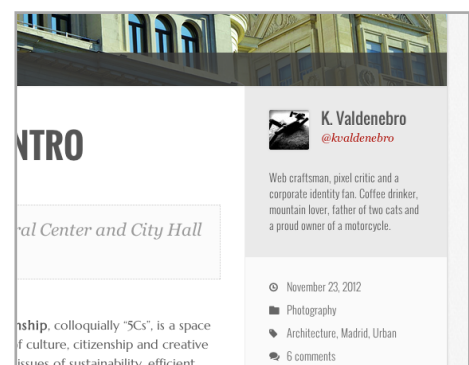 NTRO
ral Center and City Hall
nship, colloquially “5Cs”, is a space
of culture, citizenship and creative
issues of sustainability, efficient
K. Valdenebro
@kvaldenebro
Web craftsman, pixel critic and a
corporate identity fan. Coffee drinker,
mountain lover, father of two cats and
a proud owner of a motorcycle.
November 23, 2012
Photography
Architecture, Madrid, Urban
6 comments